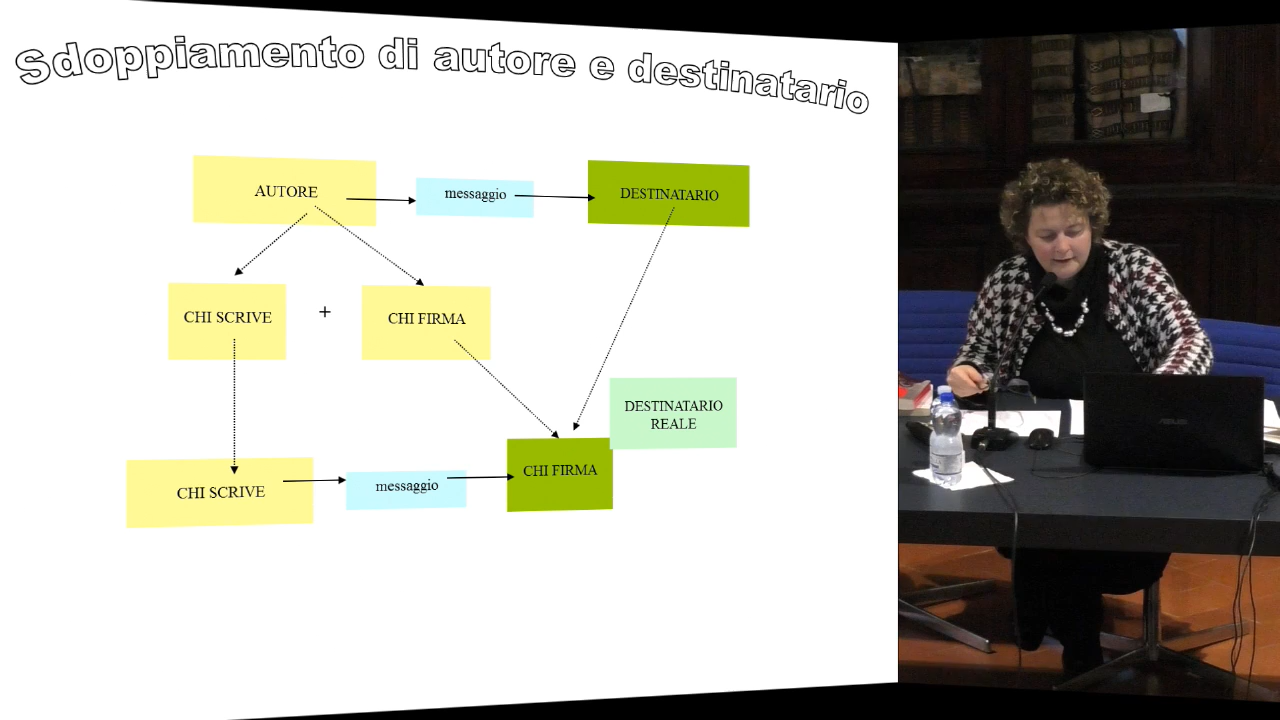 Sdoppiamento di autore e destinatario
AUTORE
messaggio
DESTINATARIO
CHI SCRIVE
+
CHI FIRMA
DESTINATARIO
REALE
CHI SCRIVE
messaggio
CHI FIRMA